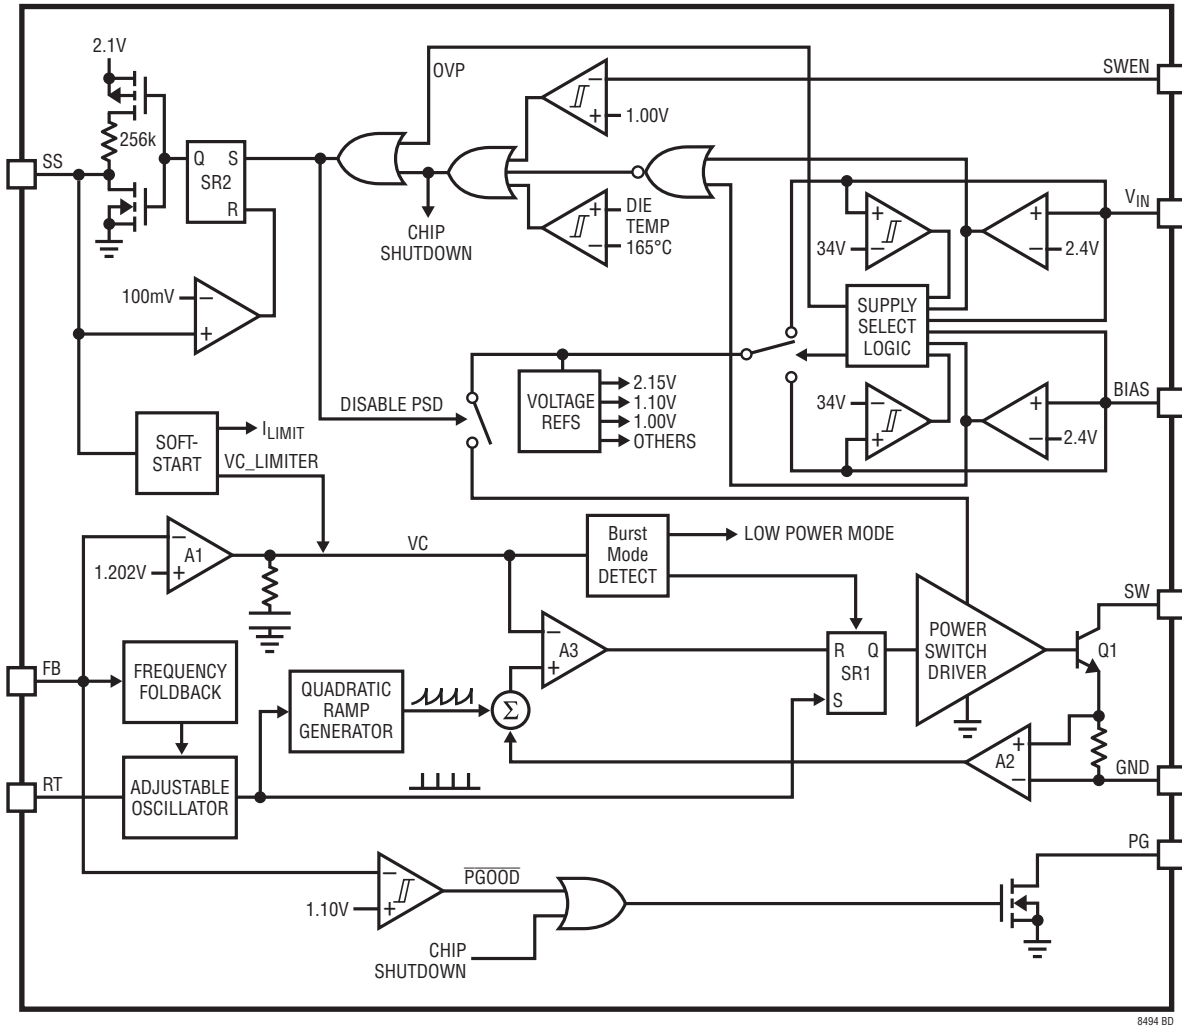 2.1V
256k
SS
Q S
SR2
R
OVP
SWEN
−
+
1.00V
CHIP
SHUTDOWN
+
−
DIE
TEMP
165°C
VIN
+
34V
−
+
−
2.4V
100mV
−
+
SUPPLY
SELECT
LOGIC
BIAS
34V
−
+
+
−
2.4V
DISABLE PSD
VOLTAGE
REFS
2.15V
1.10V
1.00V
OTHERS
SOFT-
START
ILIMIT
VC_LIMITER
−
A1
1.202V
+
VC
Burst
Mode
DETECT
LOW POWER MODE
−
A3
+
R Q
SR1
S
POWER
SWITCH
DRIVER
SW
Q1
FB
FREQUENCY
FOLDBACK
QUADRATIC
RAMP
GENERATOR
Σ
RT
ADJUSTABLE
OSCILLATOR
+
A2
−
GND
PG
−
1.10V
+
PGOOD
CHIP
SHUTDOWN
8494 BD